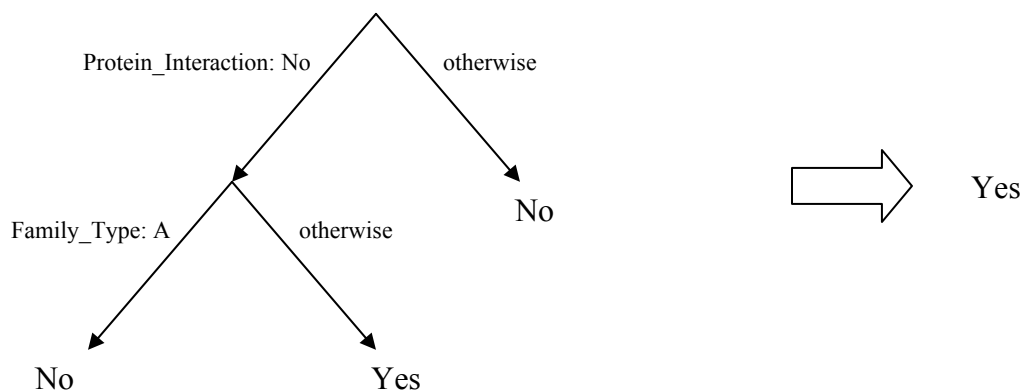 Protein_Interaction: No
otherwise
No
Yes
Family_Type: A
otherwise
No
Yes